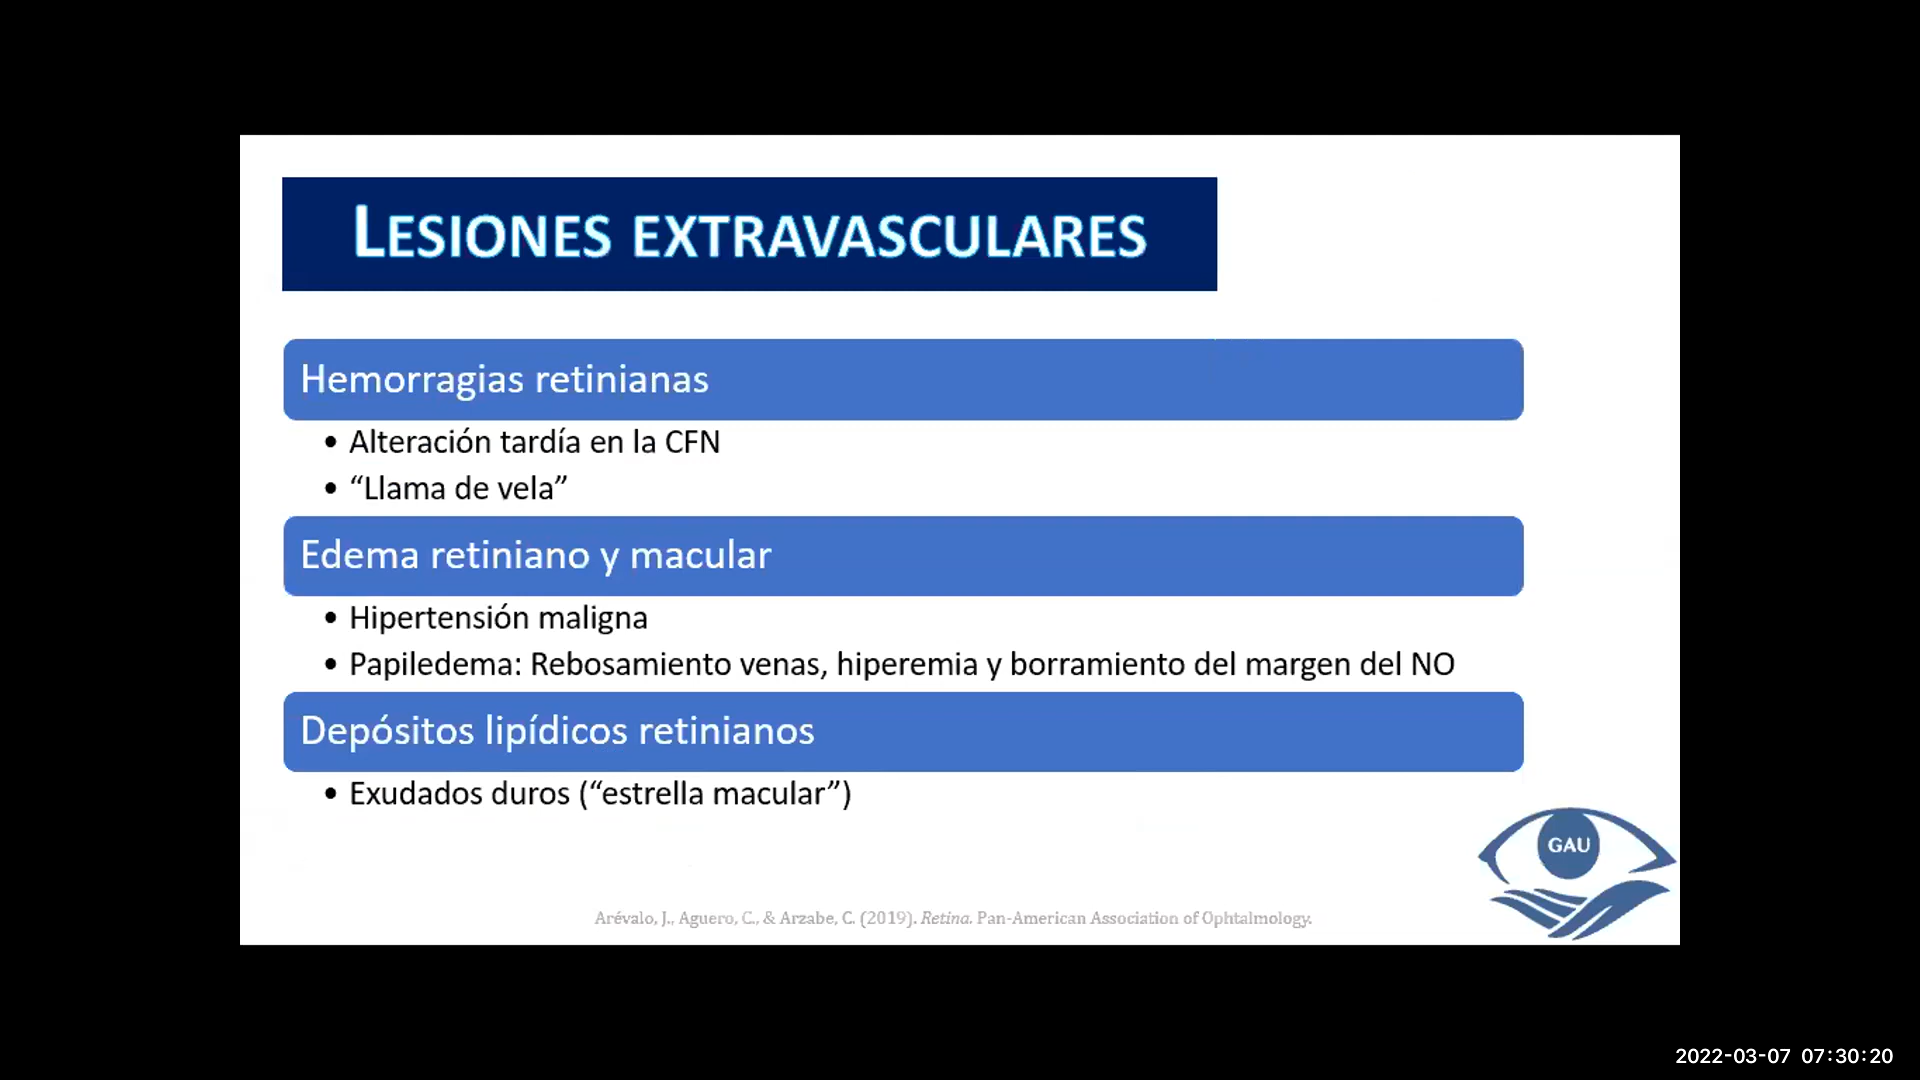 LESIONES EXTRAVASCULARES
Hemorragias retinianas
• Alteración tardía en la CFN
• “Llama de vela”
Edema retiniano y macular
• Hipertensión maligna
• Papiledema: Rebosamiento venas, hiperemia y borramiento del margen del NO
Depósitos lipídicos retinianos
• Exudados duros (“estrella macular”)
GAU
Arévalo, J., Aguero, C., & Arzabe, C. (2019). Retina. Pan-American Association of Ophtalmology.
2022-03-07 07:30:20